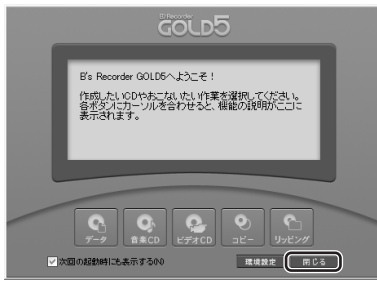 B's Recorder
GOLD5
B's Recorder GOLD5へようこそ！
作成したいCDやおこないたい作業を選択してください。
各ボタンにカーソルを合わせると、機能の説明がここに
表示されます。
データ 音楽CD ビデオCD コピー リッピング
次回の起動時にも表示する(N) 環境設定 閉じる